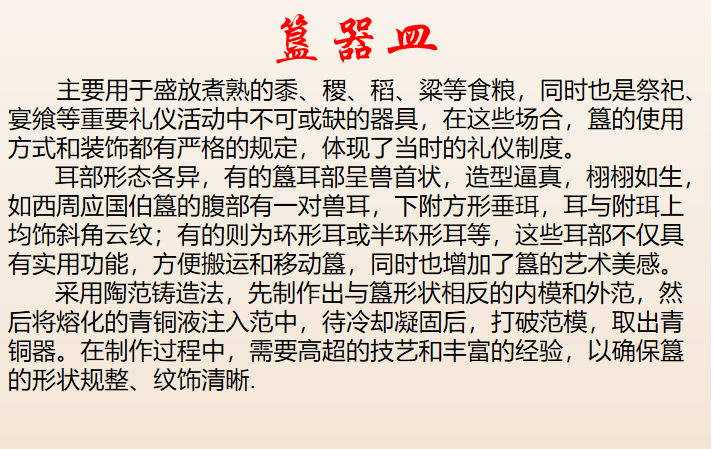 簋器皿
主要用于盛放煮熟的黍、稷、稻、粱等食粮，同时也是祭祀、
宴飨等重要礼仪活动中不可或缺的器具，在这些场合，簋的使用
方式和装饰都有严格的规定，体现了当时的礼仪制度。
耳部形态各异，有的簋耳部呈兽首状，造型逼真，栩栩如生，
如西周应国伯簋的腹部有一对兽耳，下附方形垂珥，耳与附珥上
均饰斜角云纹；有的则为环形耳或半环形耳等，这些耳部不仅具
有实用功能，方便搬运和移动簋，同时也增加了簋的艺术美感。
采用陶范铸造法，先制作出与簋形状相反的内模和外范，然
后将熔化的青铜液注入范中，待冷却凝固后，打破范模，取出青
铜器。在制作过程中，需要高超的技艺和丰富的经验，以确保簋
的形状规整、纹饰清晰.